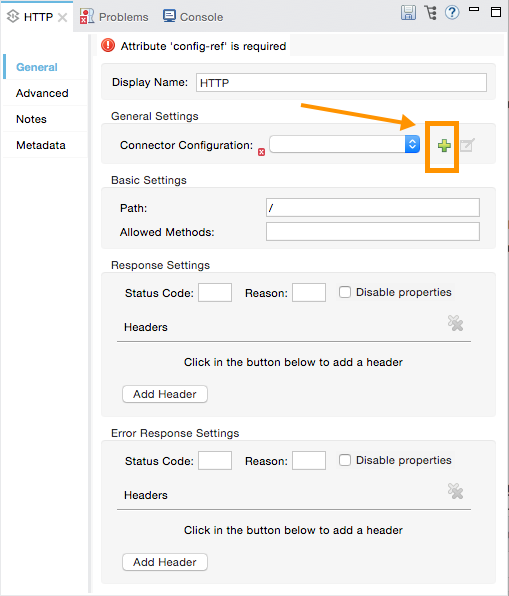 HTTP Problems Console
Attribute 'config-ref' is required
General
Advanced
Notes
Metadata
Display Name: HTTP
General Settings
Connector Configuration:
Basic Settings
Path: /
Allowed Methods:
Response Settings
Status Code: Reason: Disable properties
Headers
Click in the button below to add a header
Add Header
Error Response Settings
Status Code: Reason: Disable properties
Headers
Click in the button below to add a header
Add Header